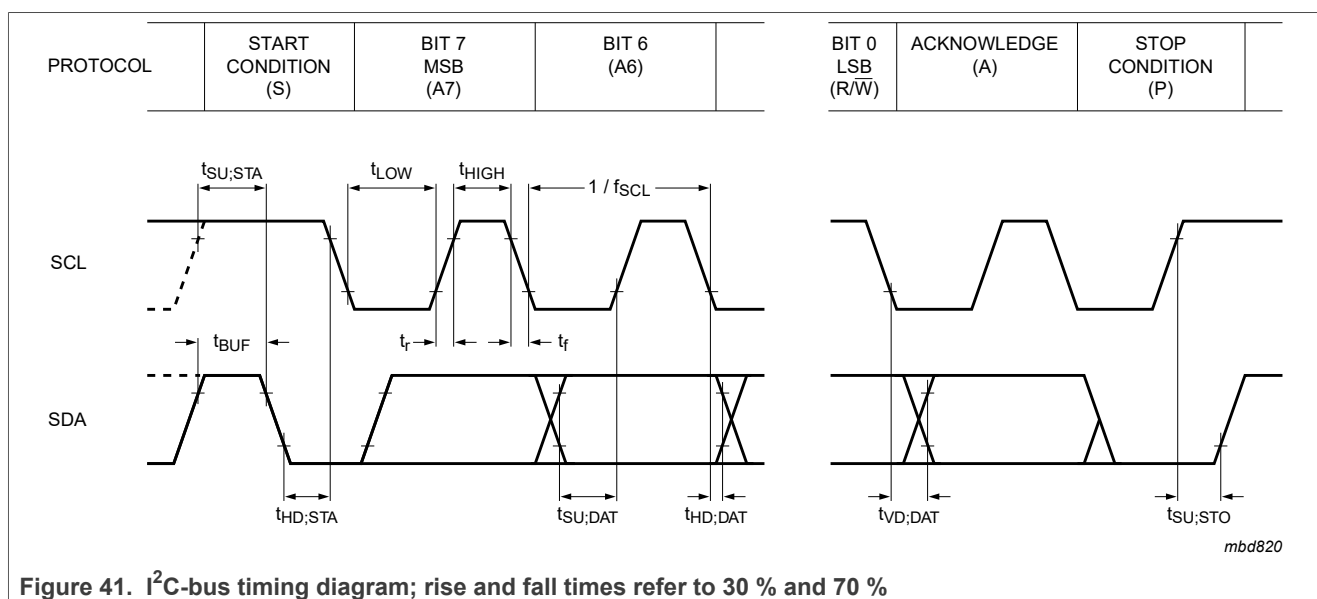 PROTOCOL
START
CONDITION
(S)
BIT 7
MSB
(A7)
BIT 6
(A6)
BIT 0
LSB
(R/W̅)
ACKNOWLEDGE
(A)
STOP
CONDITION
(P)
tSU;STA
tLOW
tHIGH
1 / fSCL
SCL
tBUF
tr
tf
SDA
tHD;STA
tSU;DAT
tHD;DAT
tVD;DAT
tSU;STO
mbd820
Figure 41. I²C-bus timing diagram; rise and fall times refer to 30 % and 70 %